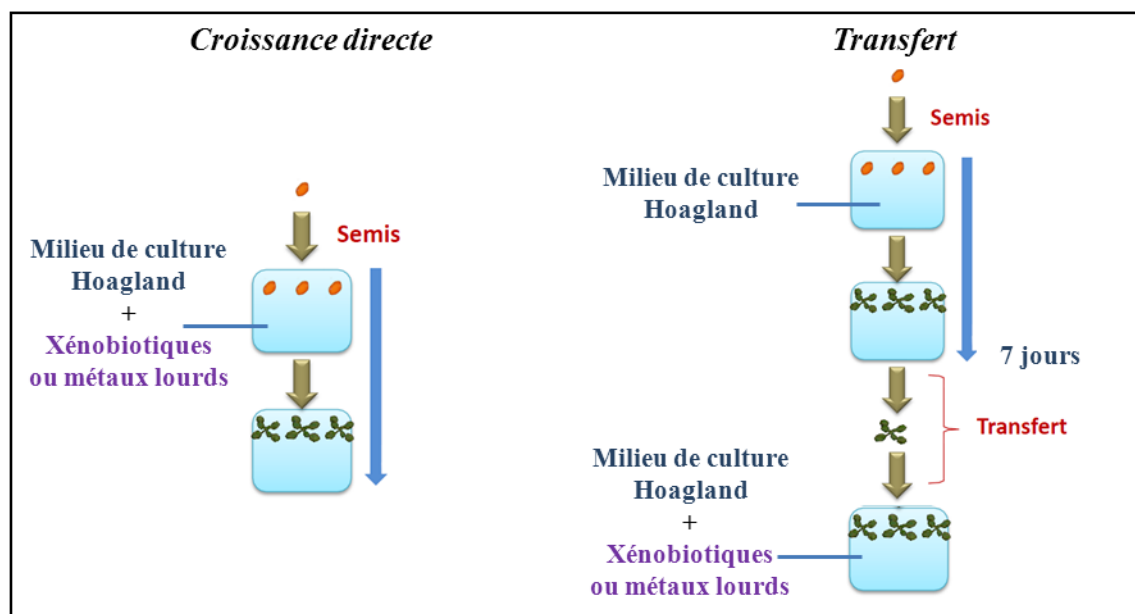 Croissance directe
Semis
Milieu de culture
Hoagland
+
Xénobiotiques
ou métaux lourds
Transfert
Semis
Milieu de culture
Hoagland
7 jours
Transfert
Milieu de culture
Hoagland
+
Xénobiotiques
ou métaux lourds